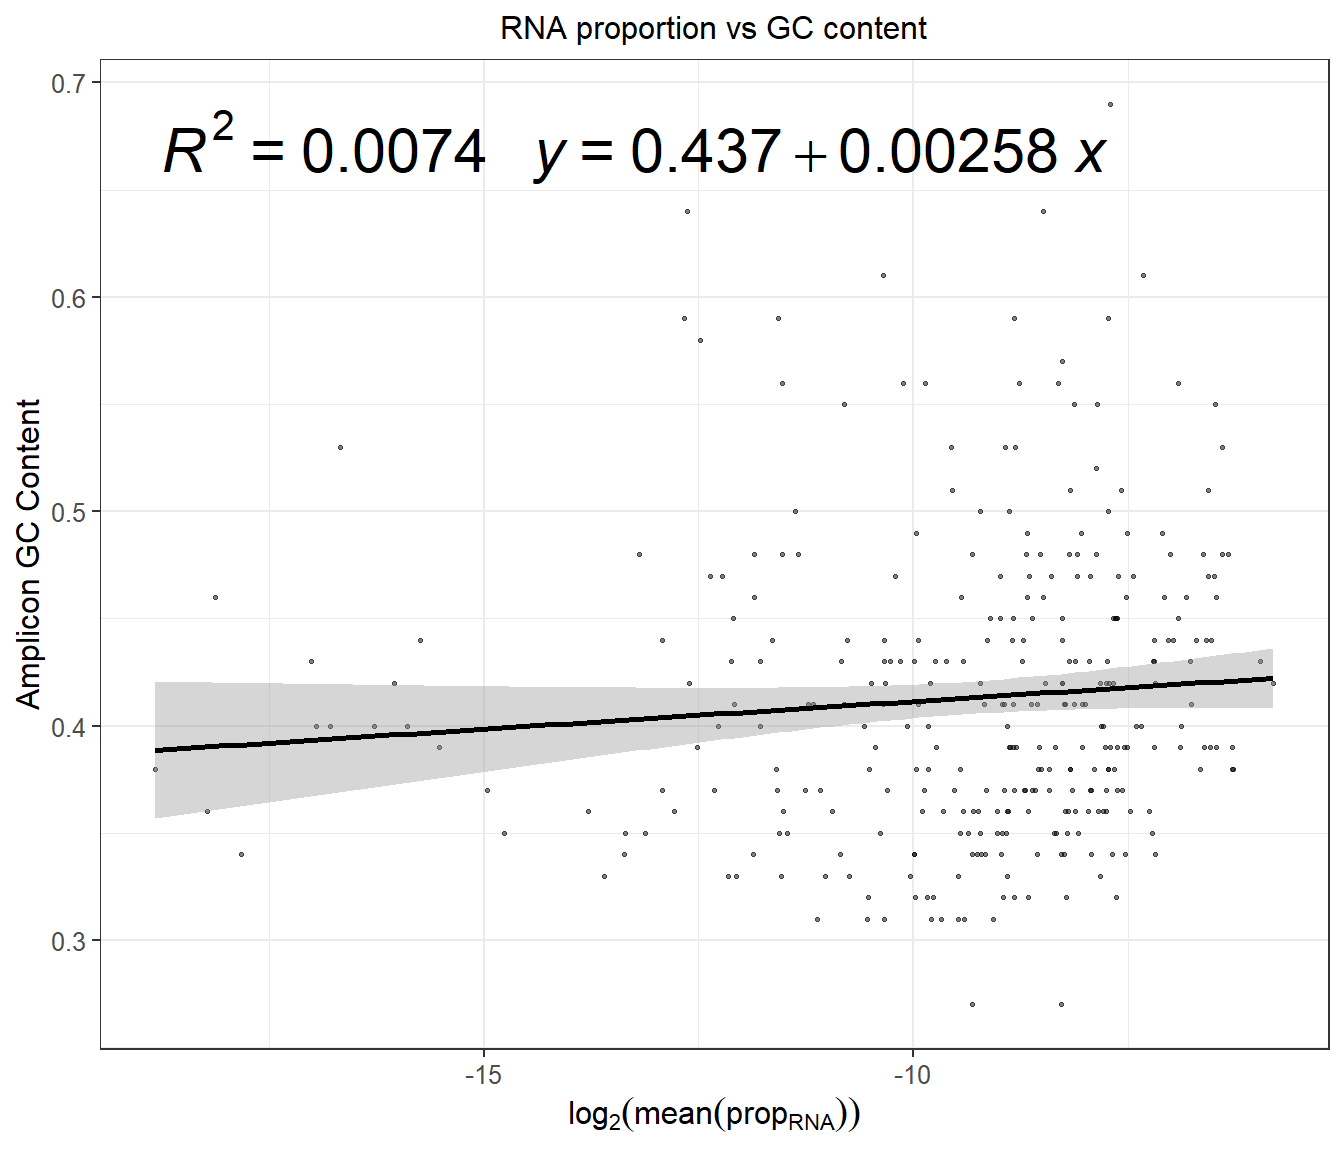 RNA proportion vs GC content
R² = 0.0074 y = 0.437 + 0.00258 x
Amplicon GC Content
0.7
0.6
0.5
0.4
0.3
-15 -10
log₂(mean(prop_RNA))